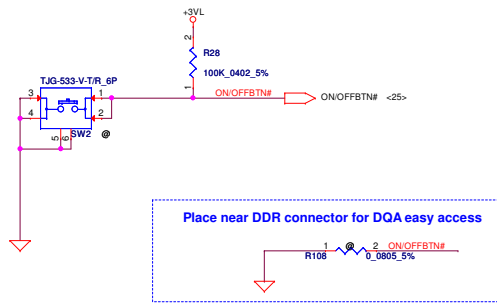 +3VL
2
R28
100K_0402_5%
1
TJG-533-V-T/R_6P
3
1
4
2
5
6
SW2
@
ON/OFFBTN#
ON/OFFBTN# <25>
Place near DDR connector for DQA easy access
1
@
2
ON/OFFBTN#
R108
0_0805_5%